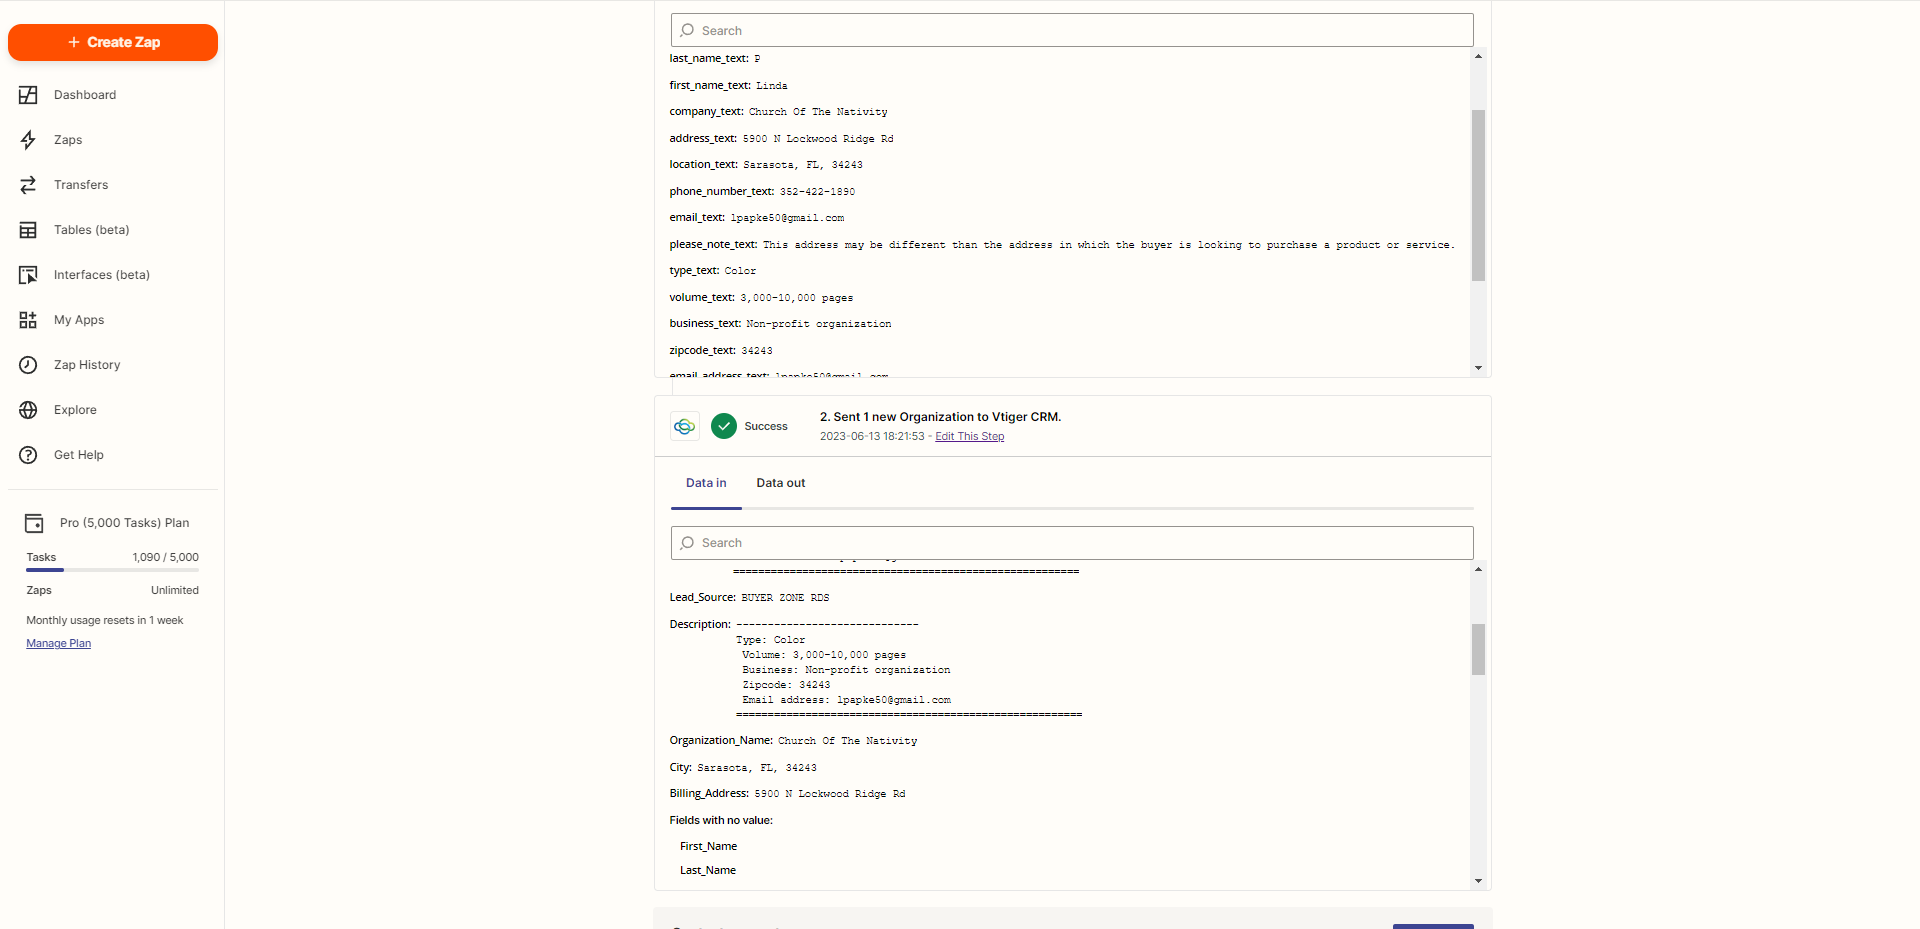 Create Zap
Dashboard
Zaps
Transfers
Tables (beta)
Interfaces (beta)
My Apps
Zap History
Explore
Get Help
Pro (5,000 Tasks) Plan
Tasks 1,090 / 5,000
Zaps Unlimited
Monthly usage resets in 1 week
Manage Plan
Search
last_name_text: P
first_name_text: Linda
company_text: Church Of The Nativity
address_text: 5900 N Lockwood Ridge Rd
location_text: Sarasota, FL, 34243
phone_number_text: 352-422-1890
email_text: lpapke50@gmail.com
please_note_text: This address may be different than the address in which the buyer is looking to purchase a product or service.
type_text: Color
volume_text: 3,000-10,000 pages
business_text: Non-profit organization
zipcode_text: 34243
email_address_text: lpapke50@gmail.com
Success
2. Sent 1 new Organization to Vtiger CRM.
2023-06-13 18:21:53 - Edit This Step
Data in Data out
Search
=======================================================
Lead_Source: BUYER ZONE RDS
Description: -----------------------------
Type: Color
Volume: 3,000-10,000 pages
Business: Non-profit organization
Zipcode: 34243
Email address: lpapke50@gmail.com
=======================================================
Organization_Name: Church Of The Nativity
City: Sarasota, FL, 34243
Billing_Address: 5900 N Lockwood Ridge Rd
Fields with no value:
First_Name
Last_Name